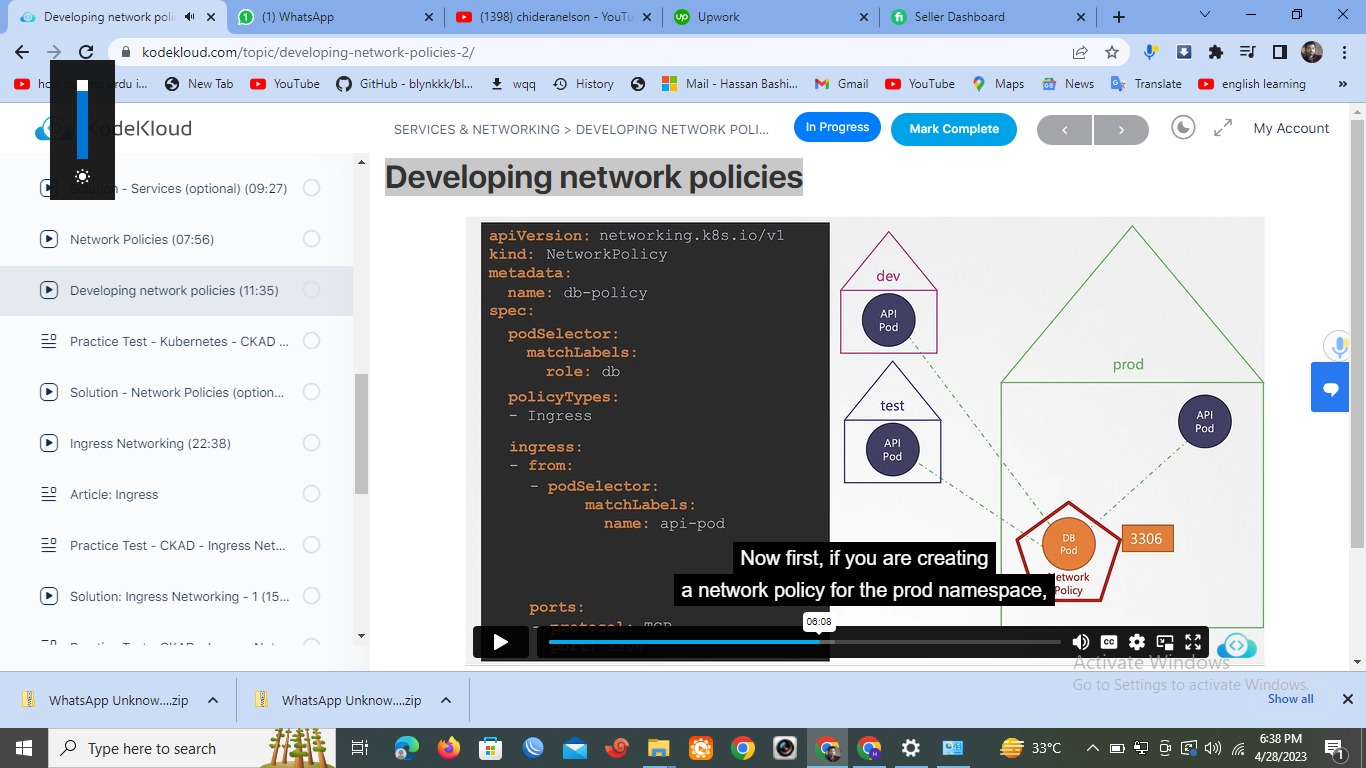 Developing network poli
(1) WhatsApp
(1398) chideranelson - YouTu
Upwork
Seller Dashboard
kodekloud.com/topic/developing-network-policies-2/
urdu i...
New Tab
YouTube
GitHub - blynkkk/bl...
wqq
History
Mail - Hassan Bashi...
Gmail
YouTube
Maps
News
Translate
english learning
»
KodeKloud
SERVICES & NETWORKING > DEVELOPING NETWORK POLI...
In Progress
Mark Complete
My Account
Solution - Services (optional) (09:27)
Network Policies (07:56)
Developing network policies (11:35)
Practice Test - Kubernetes - CKAD ...
Solution - Network Policies (option...
Ingress Networking (22:38)
Article: Ingress
Practice Test - CKAD - Ingress Net...
Solution: Ingress Networking - 1 (15...
Developing network policies
apiVersion: networking.k8s.io/v1
kind: NetworkPolicy
metadata:
name: db-policy
spec:
podSelector:
matchLabels:
role: db
policyTypes:
- Ingress
ingress:
- from:
- podSelector:
matchLabels:
name: api-pod
ports:
- protocol: TCP
port: 3306
dev
API
Pod
test
API
Pod
prod
API
Pod
DB
Pod
3306
Network
Policy
Now first, if you are creating
a network policy for the prod namespace,
06:08
CC
Activate Windows
Go to Settings to activate Windows.
WhatsApp Unknow....zip
WhatsApp Unknow....zip
Show all
Type here to search
33°C
6:38 PM
4/28/2023
1